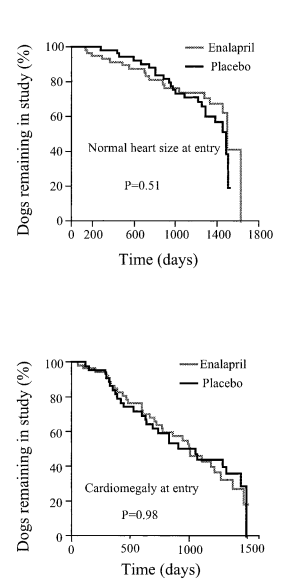 Dogs remaining in study (%)
100
80
60
40
20
0
Enalapril
Placebo
Normal heart size at entry
P=0.51
0 200 600 1000 1400 1800
Time (days)
Dogs remaining in study (%)
100
80
60
40
20
0
Enalapril
Placebo
Cardiomegaly at entry
P=0.98
0 500 1000 1500
Time (days)